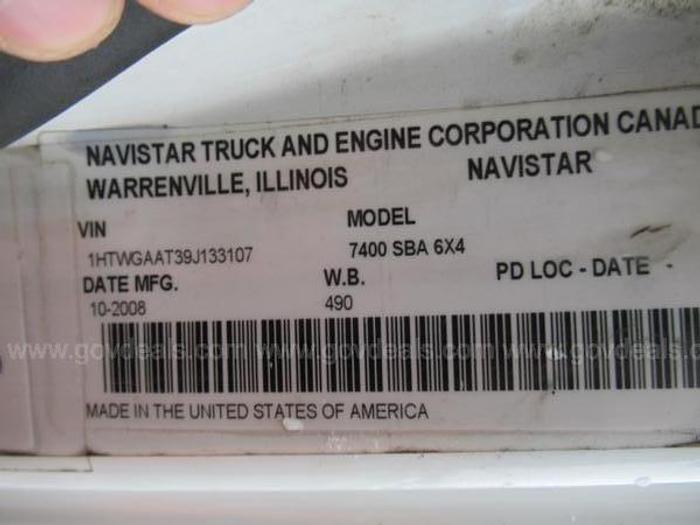 NAVISTAR TRUCK AND ENGINE CORPORATION CANAD
WARRENVILLE, ILLINOIS NAVISTAR
VIN MODEL
1HTWGAAT39J133107 7400 SBA 6X4
DATE MFG. W.B. PD LOC - DATE -
10-2008 490
www.govdeals.com www.govdeals.com www.govdeals.
MADE IN THE UNITED STATES OF AMERICA